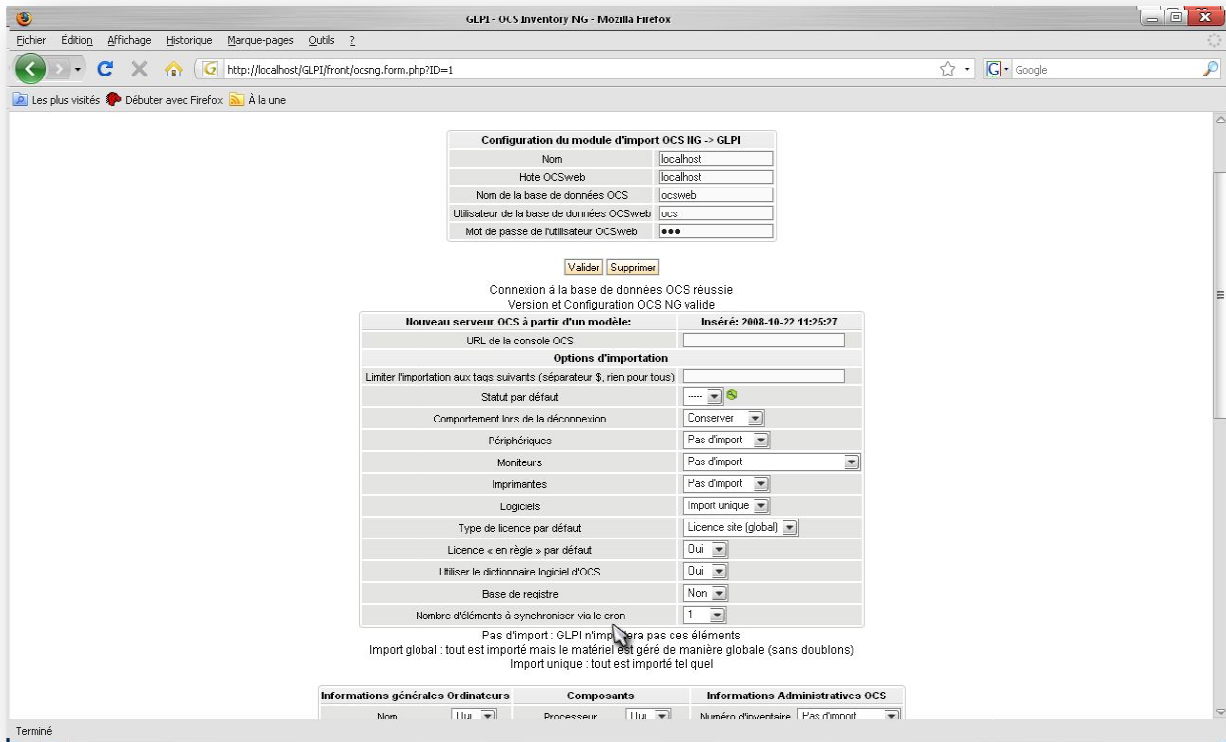 GLPI - OCS Inventory NG - Mozilla Firefox
Fichier Édition Affichage Historique Marque-pages Outils ?
http://localhost/GLPI/front/ocsng.form.php?ID=1 Google
Les plus visités Débuter avec Firefox À la une
Configuration du module d'import OCS NG -> GLPI
Nom localhost
Hote OCSweb localhost
Nom de la base de données OCS ocsweb
Utilisateur de la base de données OCSweb ocs
Mot de passe de l'utilisateur OCSweb ●●●
Valider Supprimer
Connexion á la base de données OCS réussie
Version et Configuration OCS NG valide
Nouveau serveur OCS à partir d'un modèle: Inséré: 2008-10-22 11:25:27
URL de la console OCS
Options d'importation
Limiter l'importation aux tags suivants (séparateur $, rien pour tous)
Statut par défaut -----
Comportement lors de la déconnexion Conserver
Périphériques Pas d'import
Moniteurs Pas d'import
Imprimantes Pas d'import
Logiciels Import unique
Type de licence par défaut Licence site (global)
Licence « en règle » par défaut Oui
Utiliser le dictionnaire logiciel d'OCS Oui
Base de registre Non
Nombre d'éléments à synchroniser via le cron 1
Pas d'import : GLPI n'importera pas ces éléments
Import global : tout est importé mais le matériel est géré de manière globale (sans doublons)
Import unique : tout est importé tel quel
Informations générales Ordinateurs Composants Informations Administratives OCS
Nom Oui Processeur Oui Numéro d'inventaire Pas d'import
Terminé